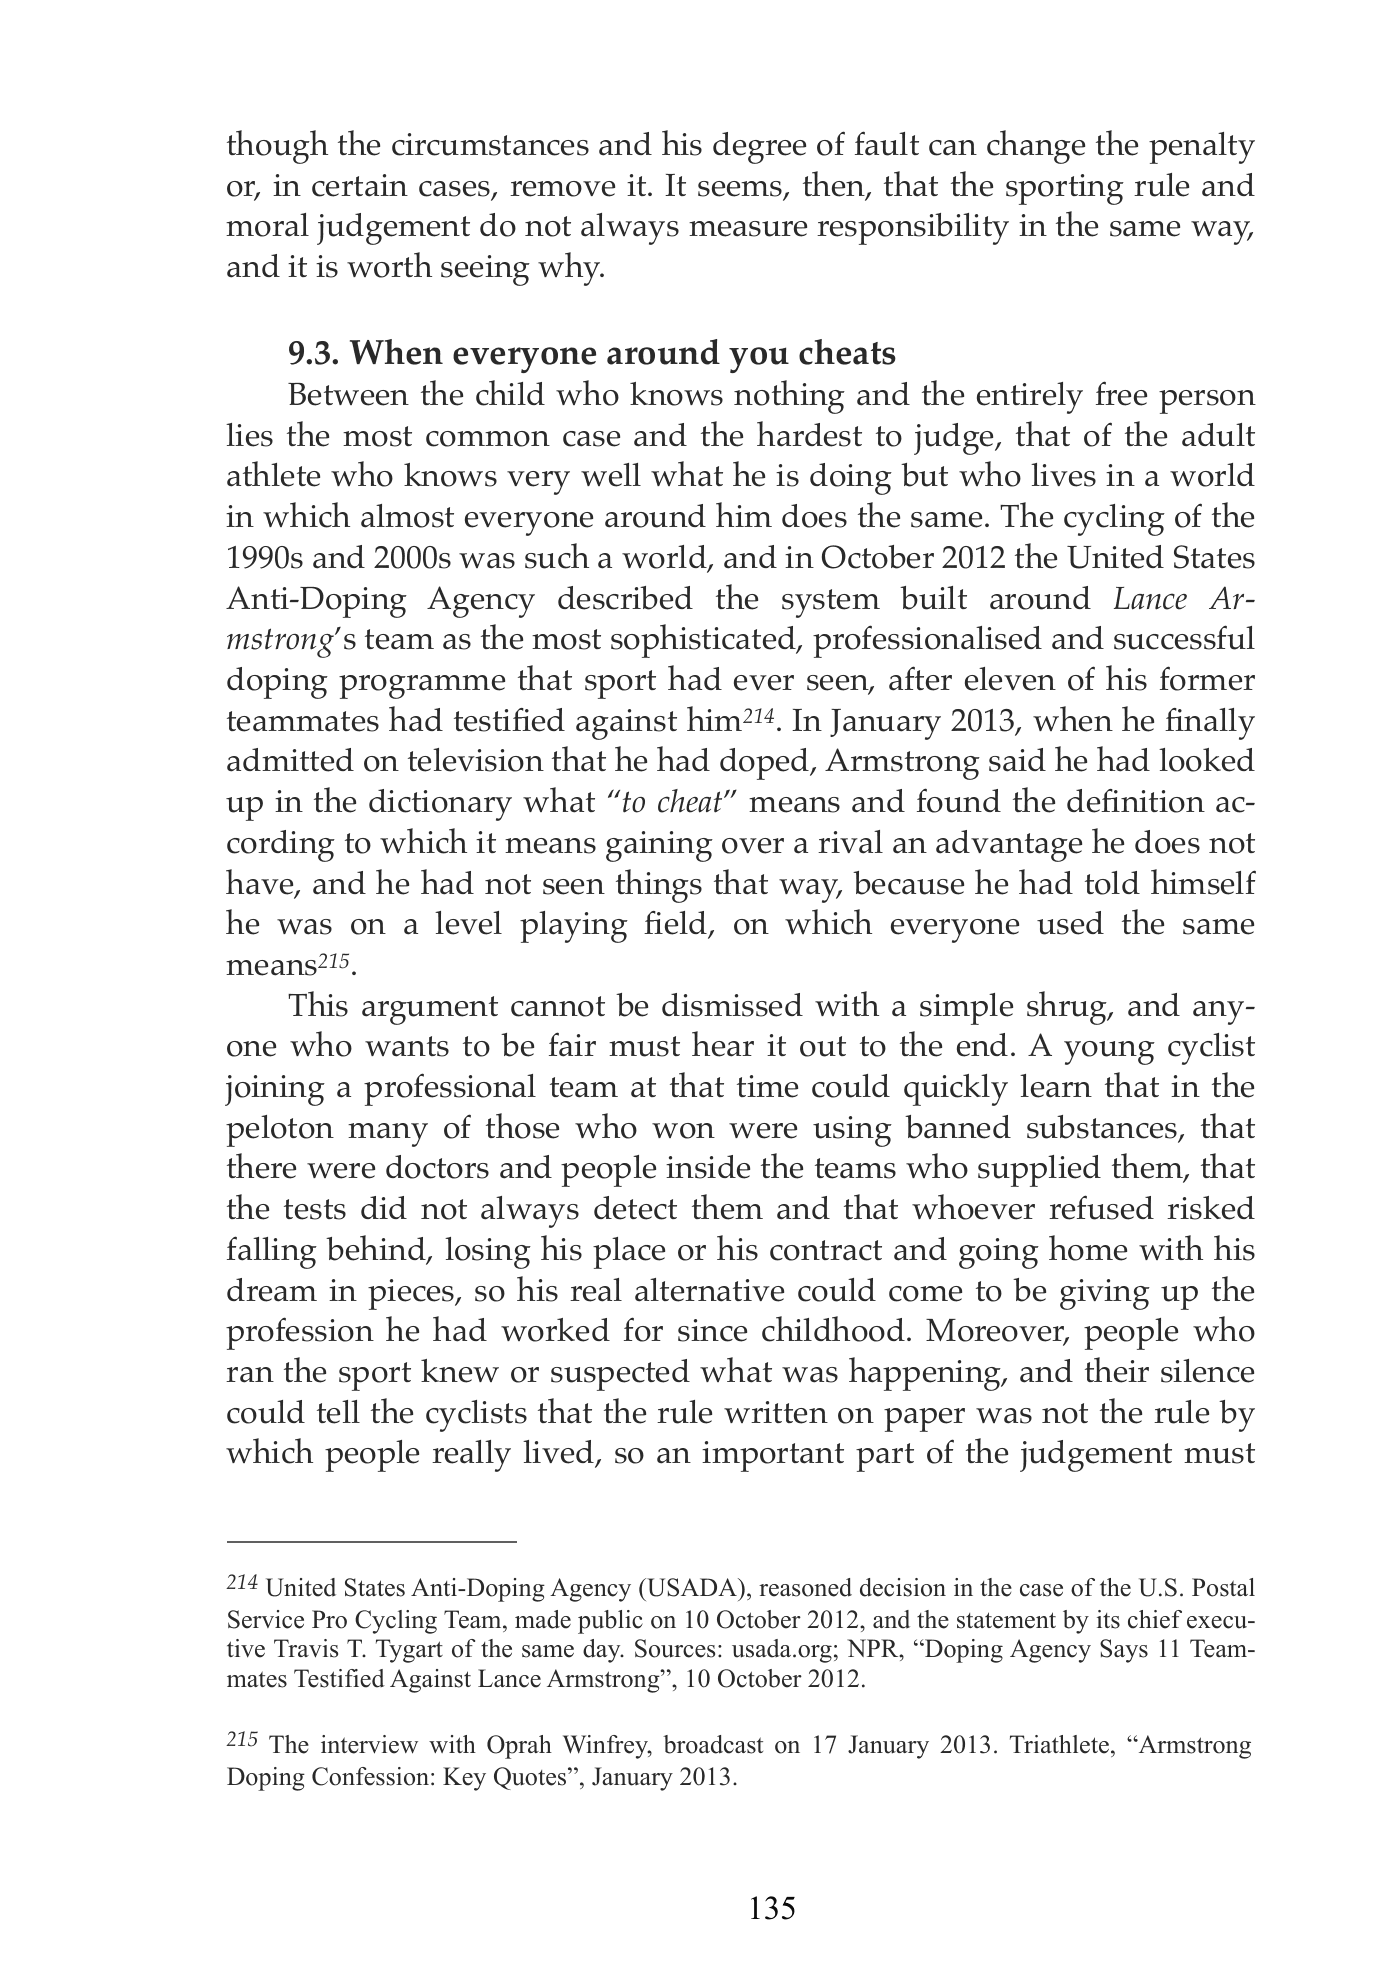 though the circumstances and his degree of fault can change the penalty
or, in certain cases, remove it. It seems, then, that the sporting rule and
moral judgement do not always measure responsibility in the same way,
and it is worth seeing why.
9.3. When everyone around you cheats
Between the child who knows nothing and the entirely free person
lies the most common case and the hardest to judge, that of the adult
athlete who knows very well what he is doing but who lives in a world
in which almost everyone around him does the same. The cycling of the
1990s and 2000s was such a world, and in October 2012 the United States
Anti-Doping Agency described the system built around Lance Ar-
mstrong’s team as the most sophisticated, professionalised and successful
doping programme that sport had ever seen, after eleven of his former
teammates had testified against him214. In January 2013, when he finally
admitted on television that he had doped, Armstrong said he had looked
up in the dictionary what “to cheat” means and found the definition ac-
cording to which it means gaining over a rival an advantage he does not
have, and he had not seen things that way, because he had told himself
he was on a level playing field, on which everyone used the same
means215.
This argument cannot be dismissed with a simple shrug, and any-
one who wants to be fair must hear it out to the end. A young cyclist
joining a professional team at that time could quickly learn that in the
peloton many of those who won were using banned substances, that
there were doctors and people inside the teams who supplied them, that
the tests did not always detect them and that whoever refused risked
falling behind, losing his place or his contract and going home with his
dream in pieces, so his real alternative could come to be giving up the
profession he had worked for since childhood. Moreover, people who
ran the sport knew or suspected what was happening, and their silence
could tell the cyclists that the rule written on paper was not the rule by
which people really lived, so an important part of the judgement must
214 United States Anti-Doping Agency (USADA), reasoned decision in the case of the U.S. Postal
Service Pro Cycling Team, made public on 10 October 2012, and the statement by its chief execu-
tive Travis T. Tygart of the same day. Sources: usada.org; NPR, “Doping Agency Says 11 Team-
mates Testified Against Lance Armstrong”, 10 October 2012.
215 The interview with Oprah Winfrey, broadcast on 17 January 2013. Triathlete, “Armstrong
Doping Confession: Key Quotes”, January 2013.
135